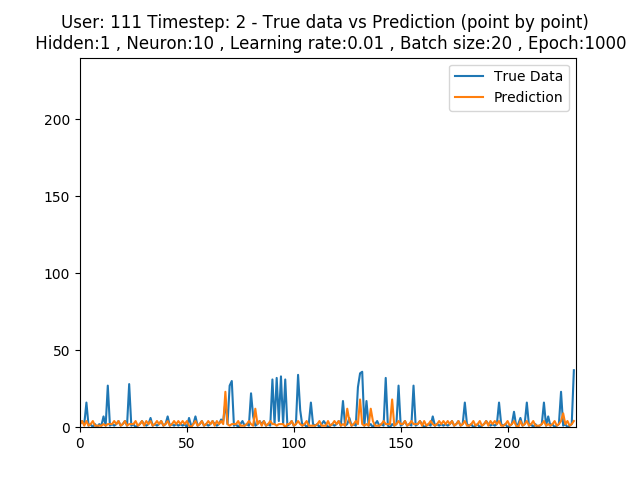 User: 111 Timestep: 2 - True data vs Prediction (point by point)
Hidden:1 , Neuron:10 , Learning rate:0.01 , Batch size:20 , Epoch:1000
True Data
Prediction
200
150
100
50
0
0 50 100 150 200